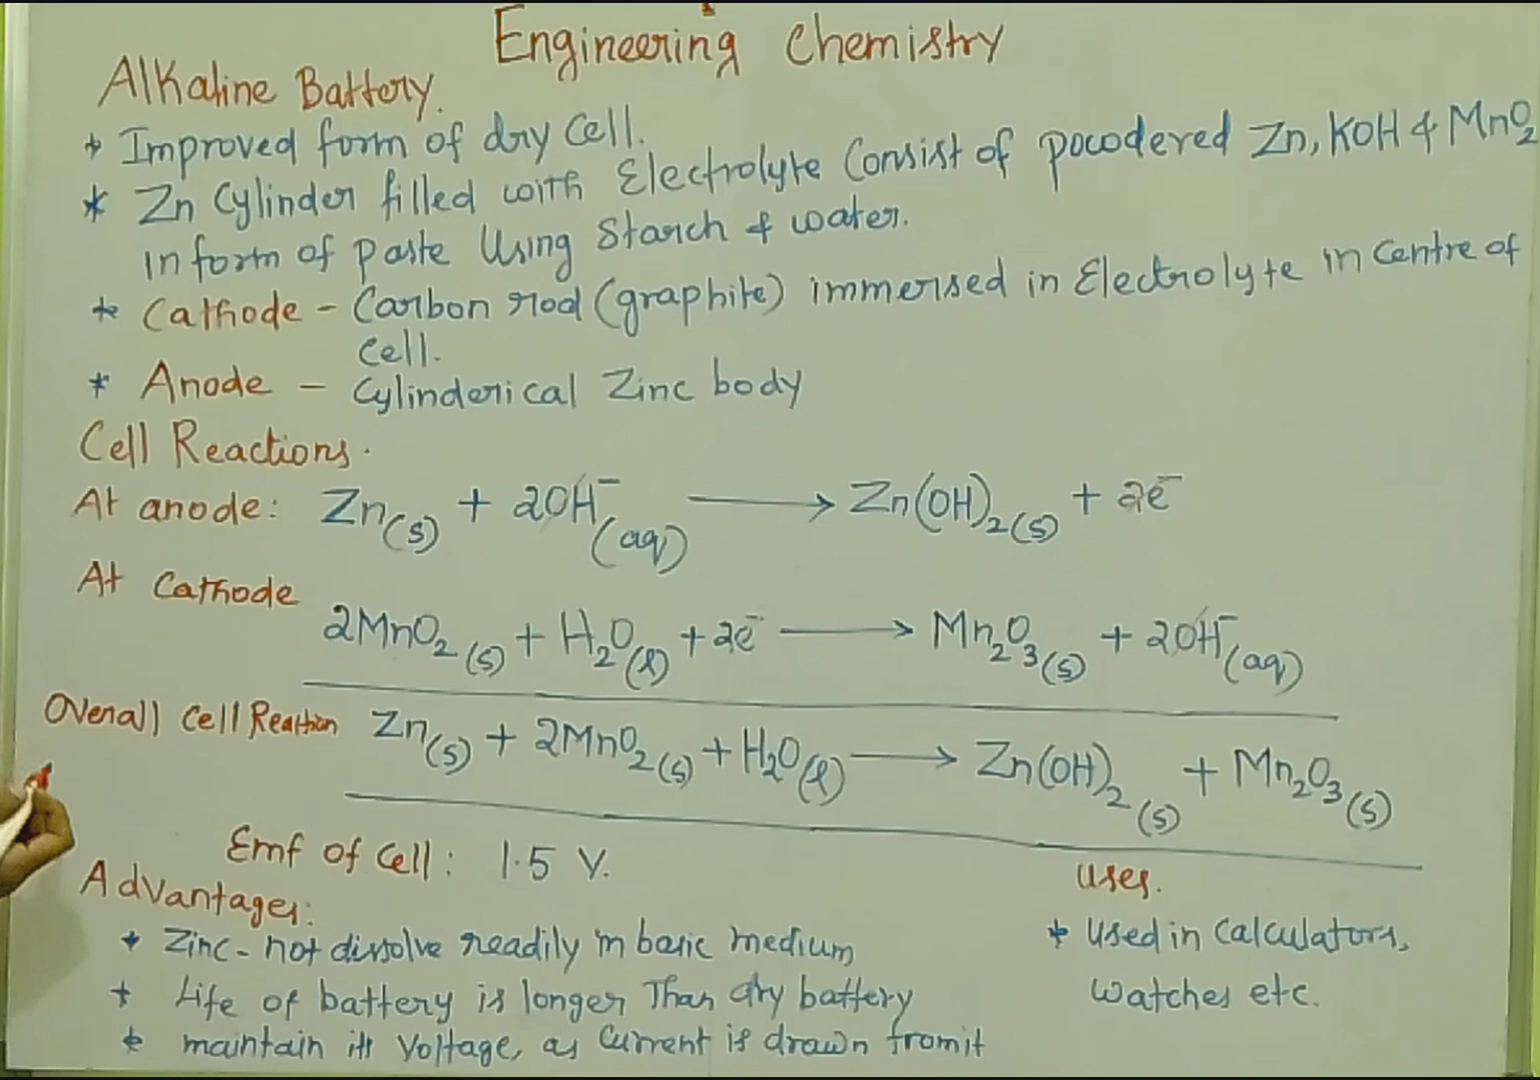 Engineering Chemistry
Alkaline Battery.
* Improved form of dry cell.
* Zn Cylinder filled with Electrolyte Consist of powdered Zn, KOH & MnO₂
in form of paste Using Starch & water.
* Cathode - Carbon rod (graphite) immersed in Electrolyte in centre of
cell.
* Anode - Cylinderical Zinc body
Cell Reactions.
At anode: Zn(s) + 2OH⁻(aq) ⟶ Zn(OH)₂(s) + 2e⁻
At Cathode
2MnO₂(s) + H₂O(l) + 2e⁻ ⟶ Mn₂O₃(s) + 2OH⁻(aq)
Overall Cell Reaction Zn(s) + 2MnO₂(s) + H₂O(l) ⟶ Zn(OH)₂(s) + Mn₂O₃(s)
Emf of Cell: 1.5 V.
Advantages:
* Zinc - not dissolve readily in basic medium
* Life of battery is longer Than dry battery
* maintain its Voltage, as Current is drawn from it
Uses.
* Used in Calculators,
Watches etc.